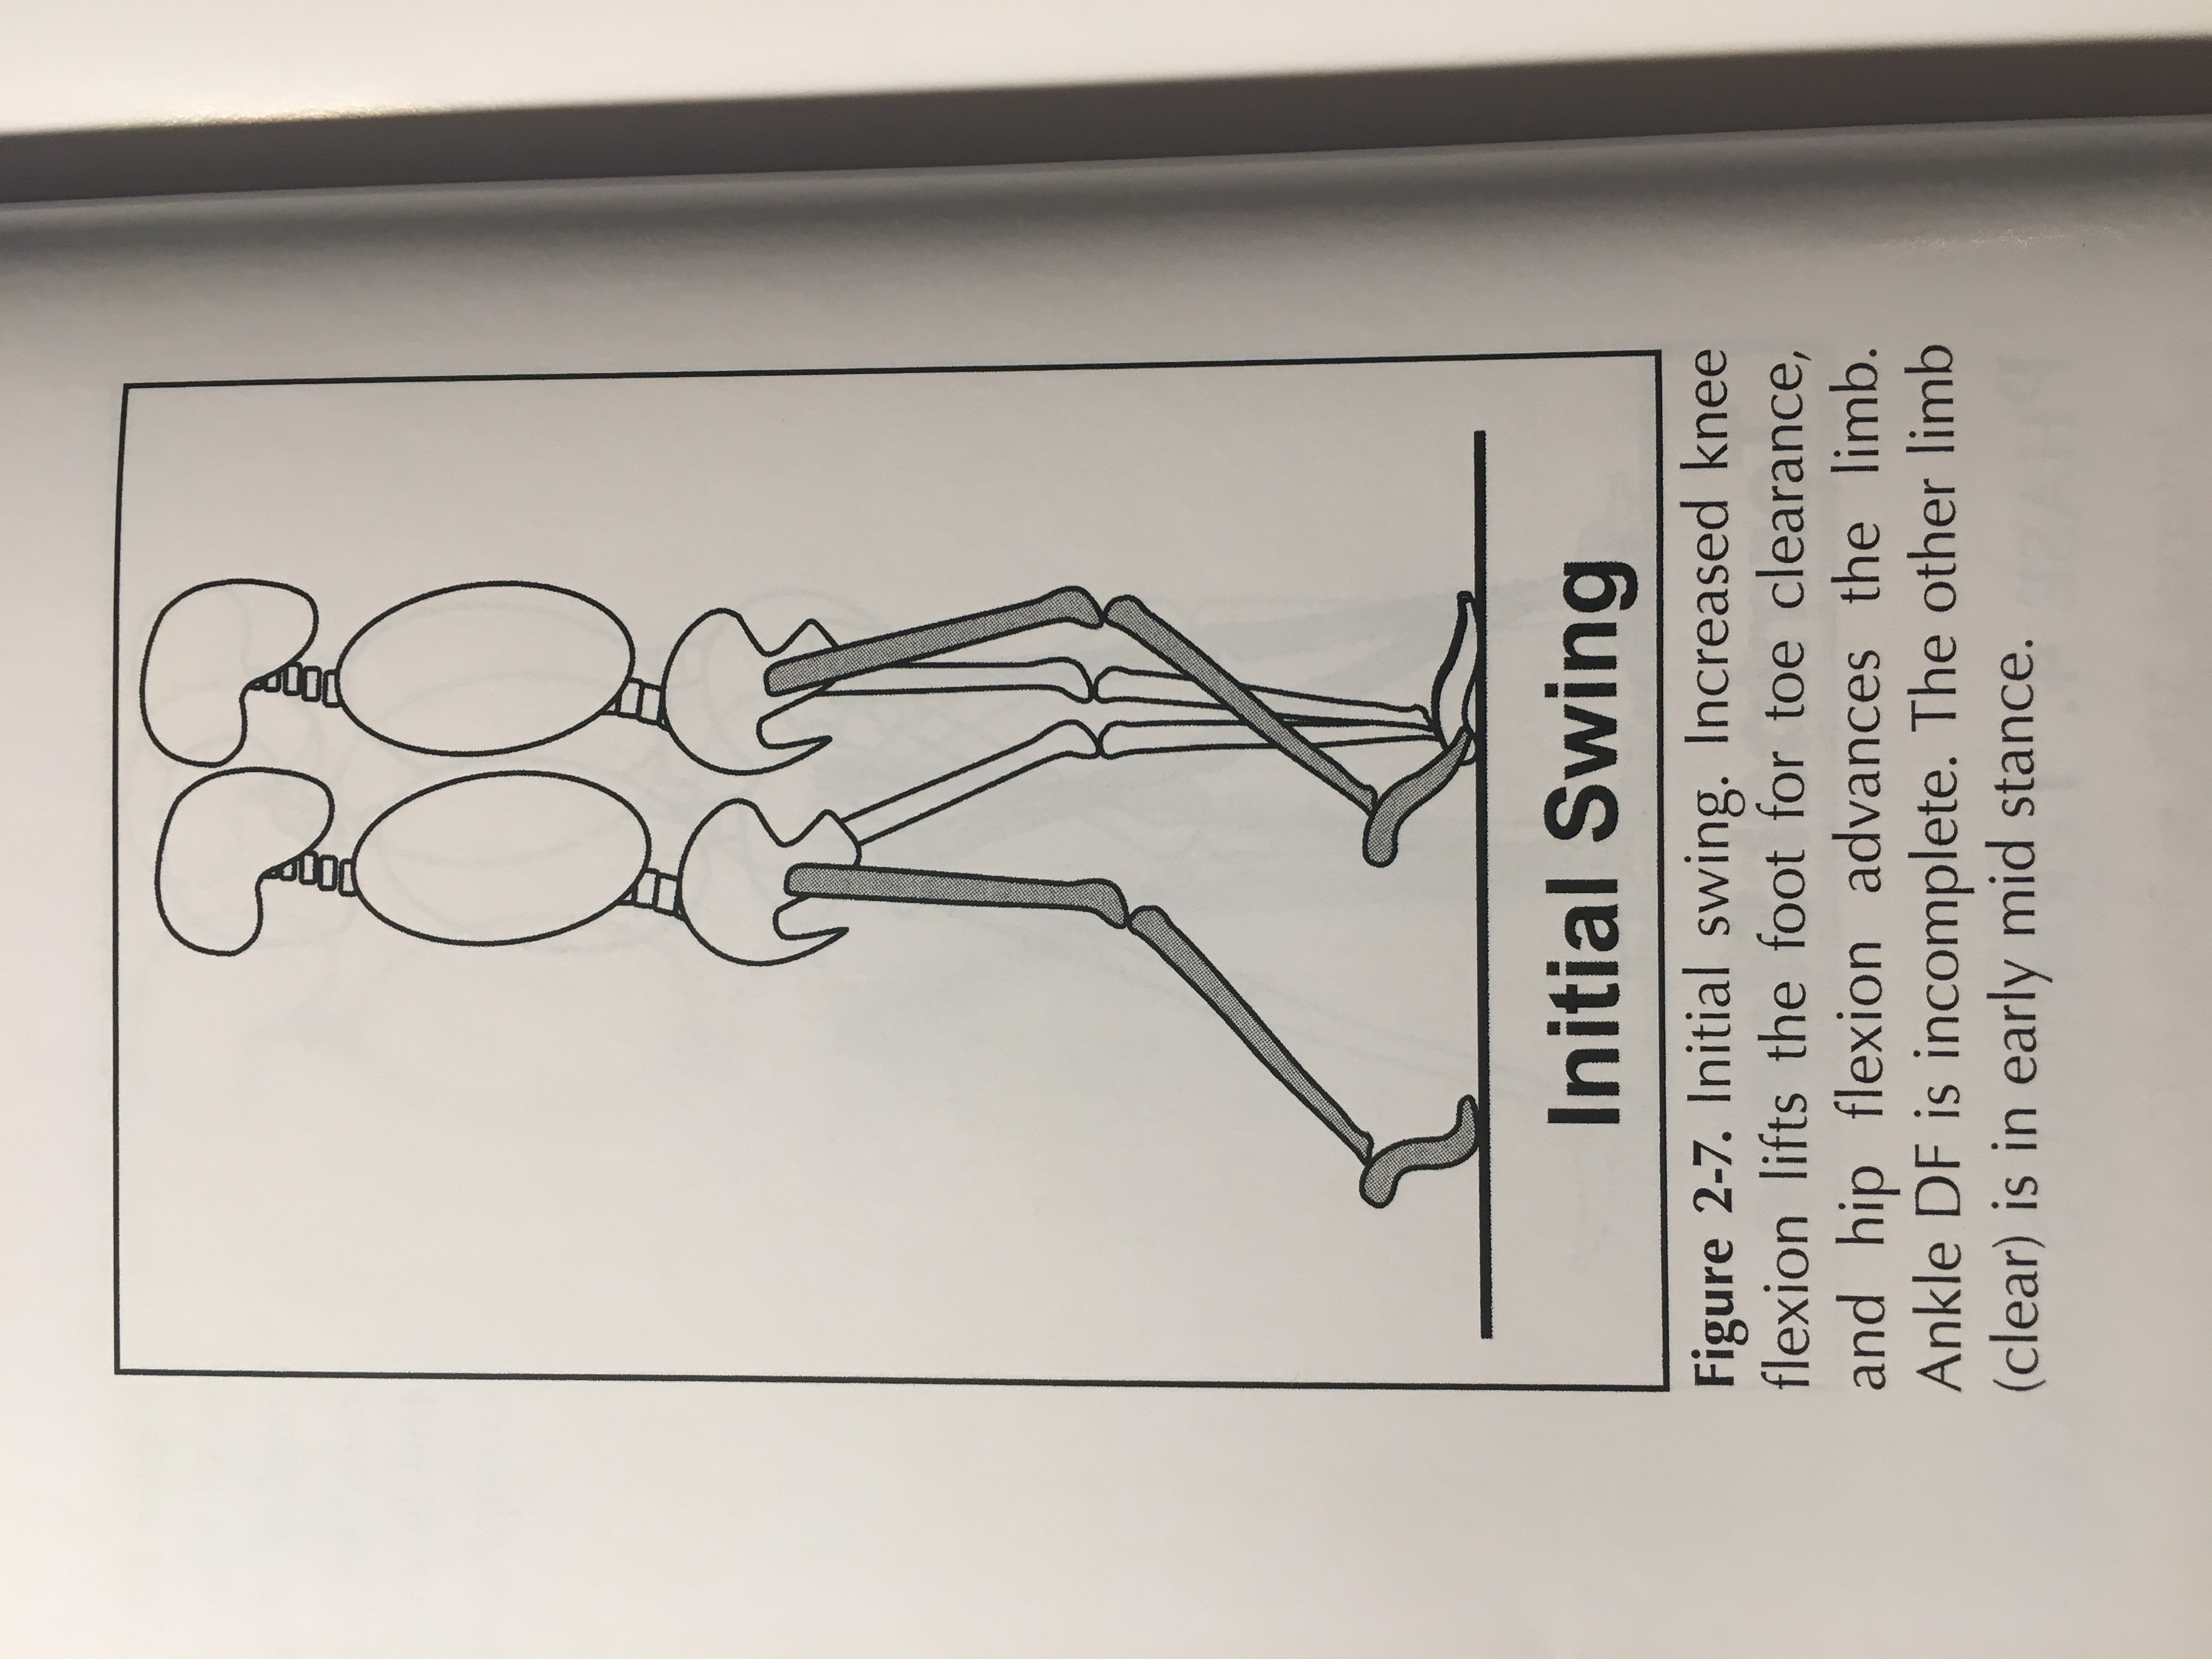 Initial Swing
Figure 2-7. Initial swing. Increased knee
flexion lifts the foot for toe clearance,
and hip flexion advances the limb.
Ankle DF is incomplete. The other limb
(clear) is in early mid stance.